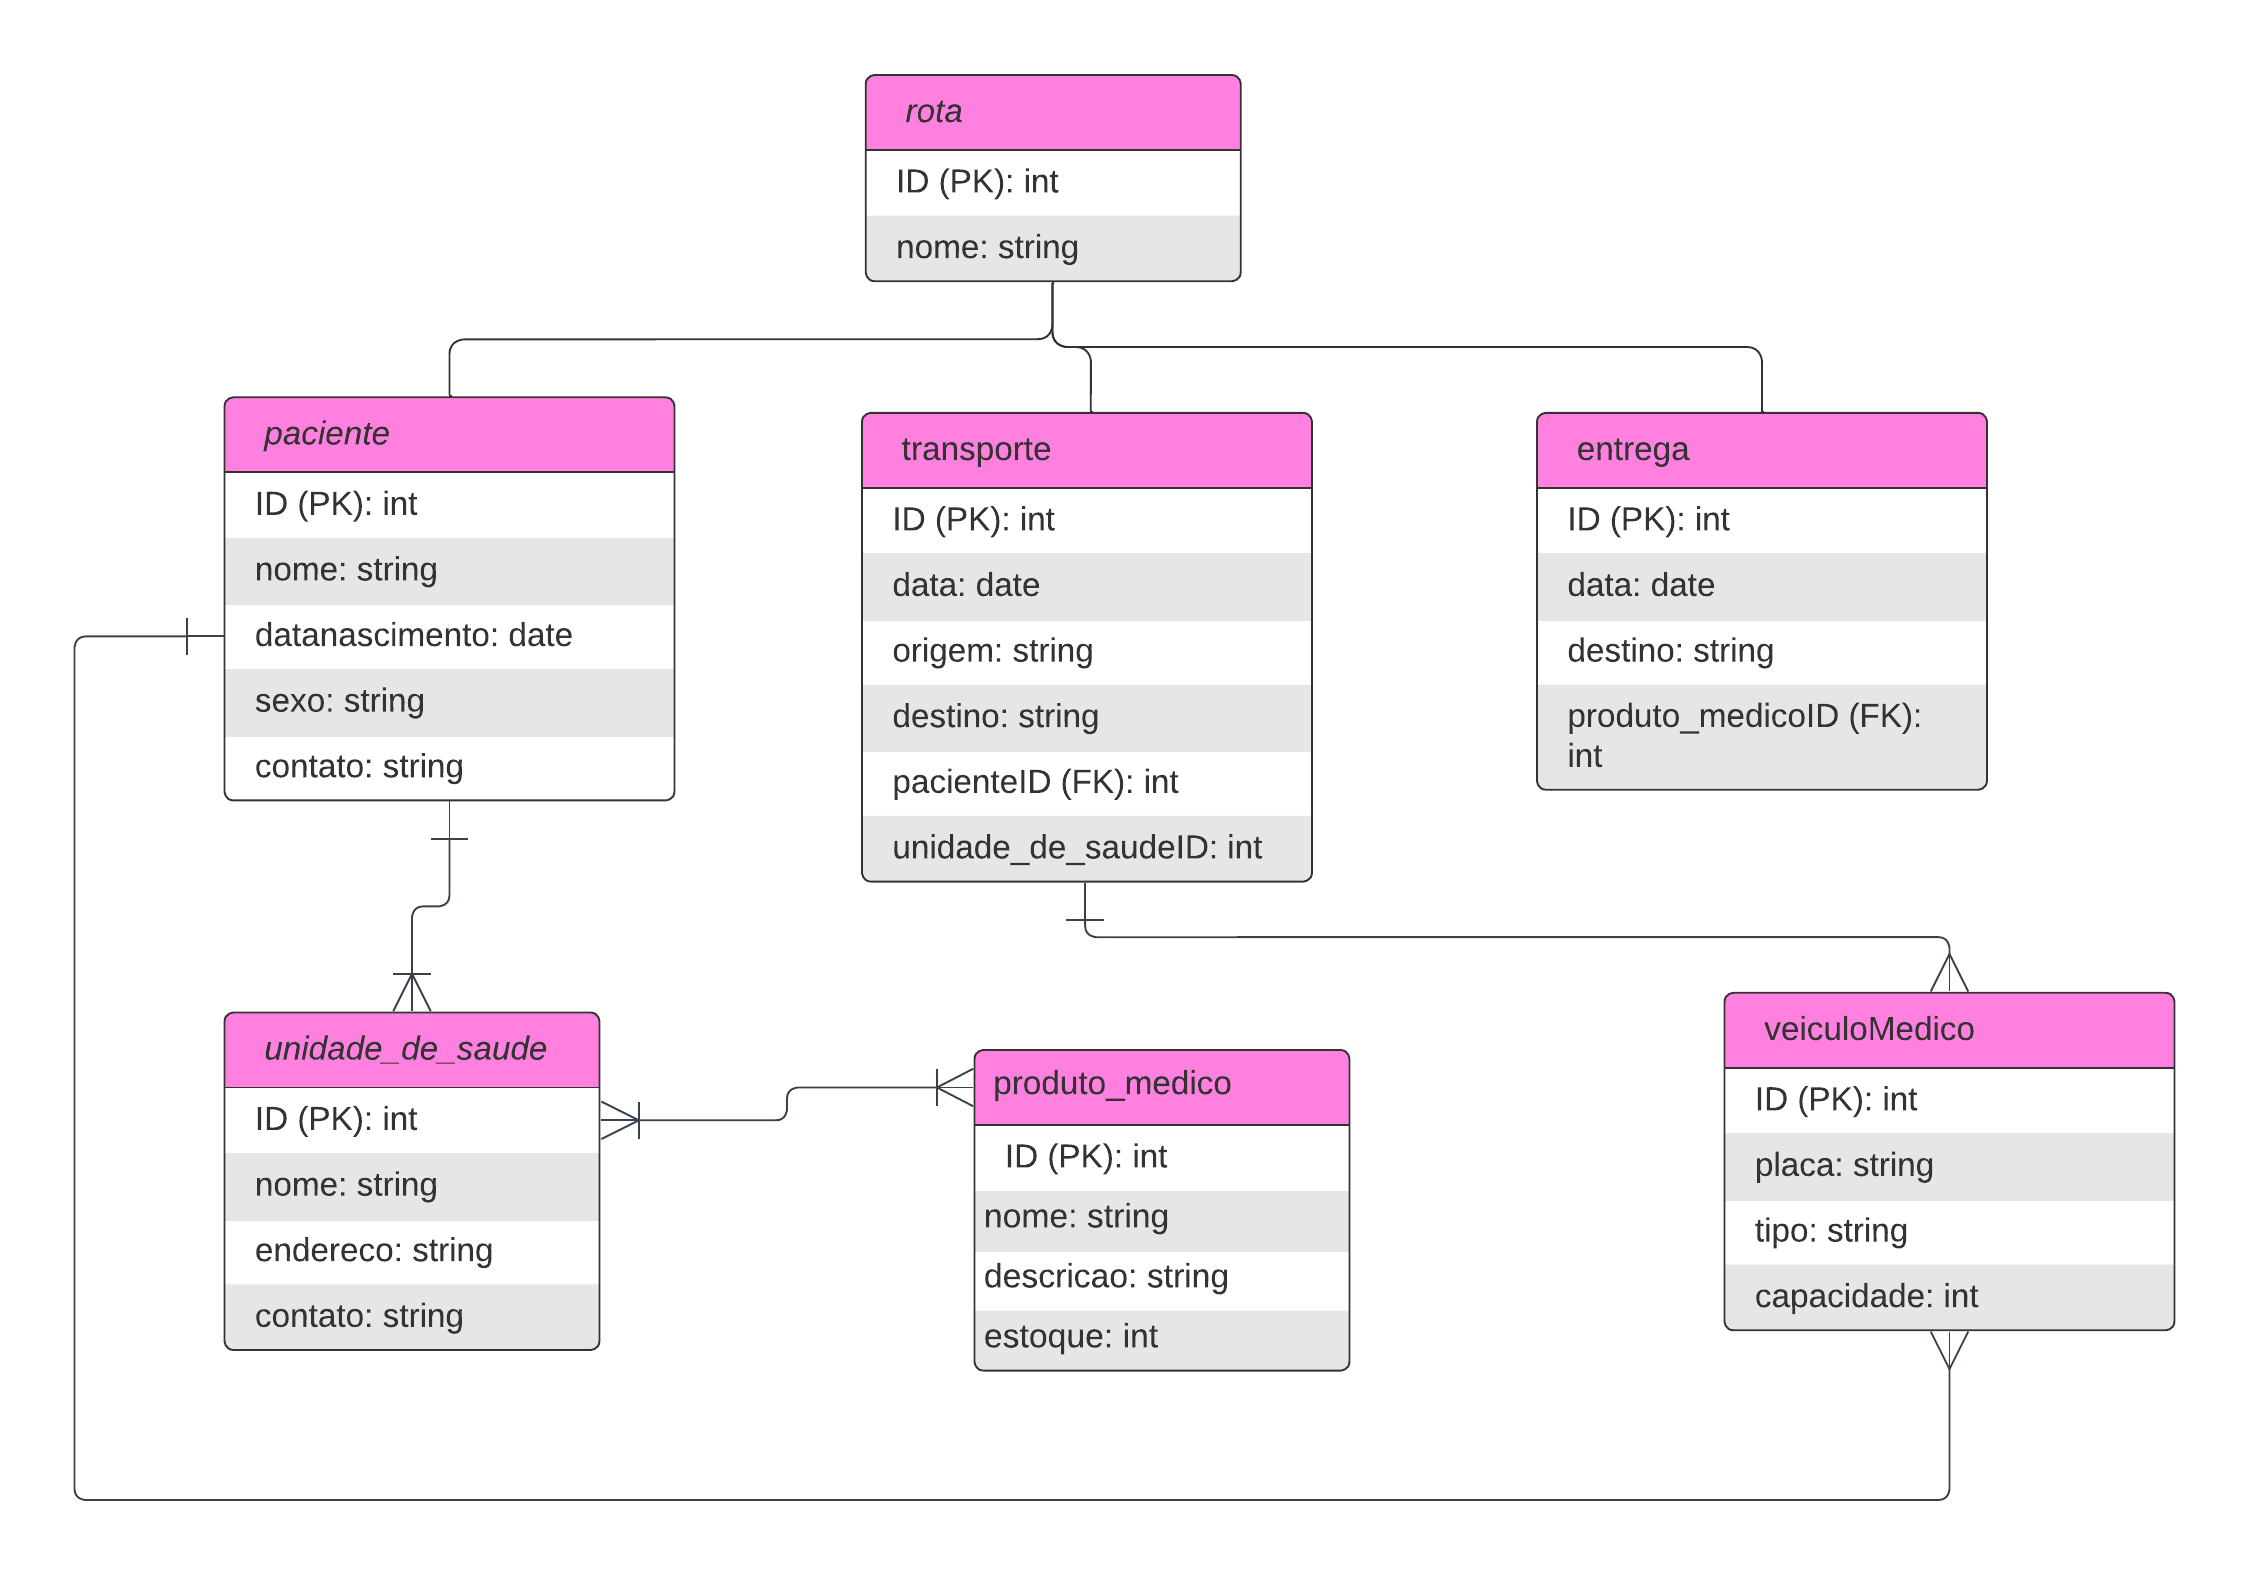 rota
ID (PK): int
nome: string
paciente
ID (PK): int
nome: string
datanascimento: date
sexo: string
contato: string
transporte
ID (PK): int
data: date
origem: string
destino: string
pacienteID (FK): int
unidade_de_saudeID: int
entrega
ID (PK): int
data: date
destino: string
produto_medicoID (FK):
int
unidade_de_saude
ID (PK): int
nome: string
endereco: string
contato: string
produto_medico
ID (PK): int
nome: string
descricao: string
estoque: int
veiculoMedico
ID (PK): int
placa: string
tipo: string
capacidade: int